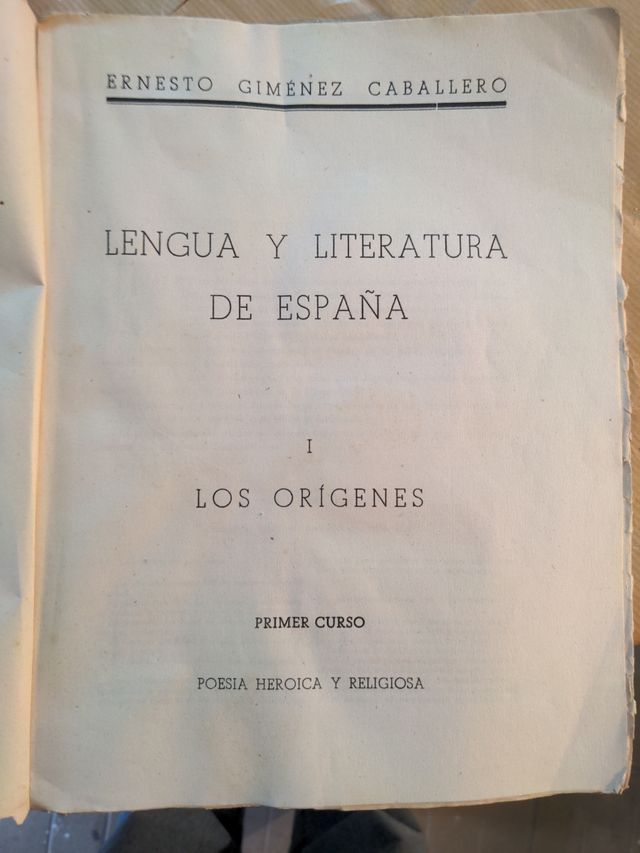 ERNESTO GIMÉNEZ CABALLERO
LENGUA Y LITERATURA
DE ESPAÑA
I
LOS ORÍGENES
PRIMER CURSO
POESIA HEROICA Y RELIGIOSA